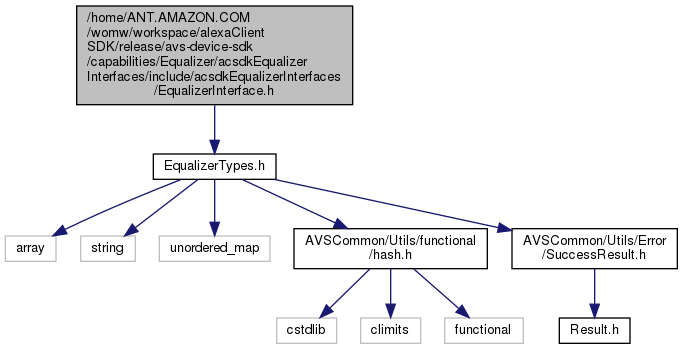 /home/ANT.AMAZON.COM
/womw/workspace/alexaClient
SDK/release/avs-device-sdk
/capabilities/Equalizer/acsdkEqualizer
Interfaces/include/acsdkEqualizerInterfaces
/EqualizerInterface.h
EqualizerTypes.h
array
string
unordered_map
AVSCommon/Utils/functional
/hash.h
AVSCommon/Utils/Error
/SuccessResult.h
cstdlib
climits
functional
Result.h